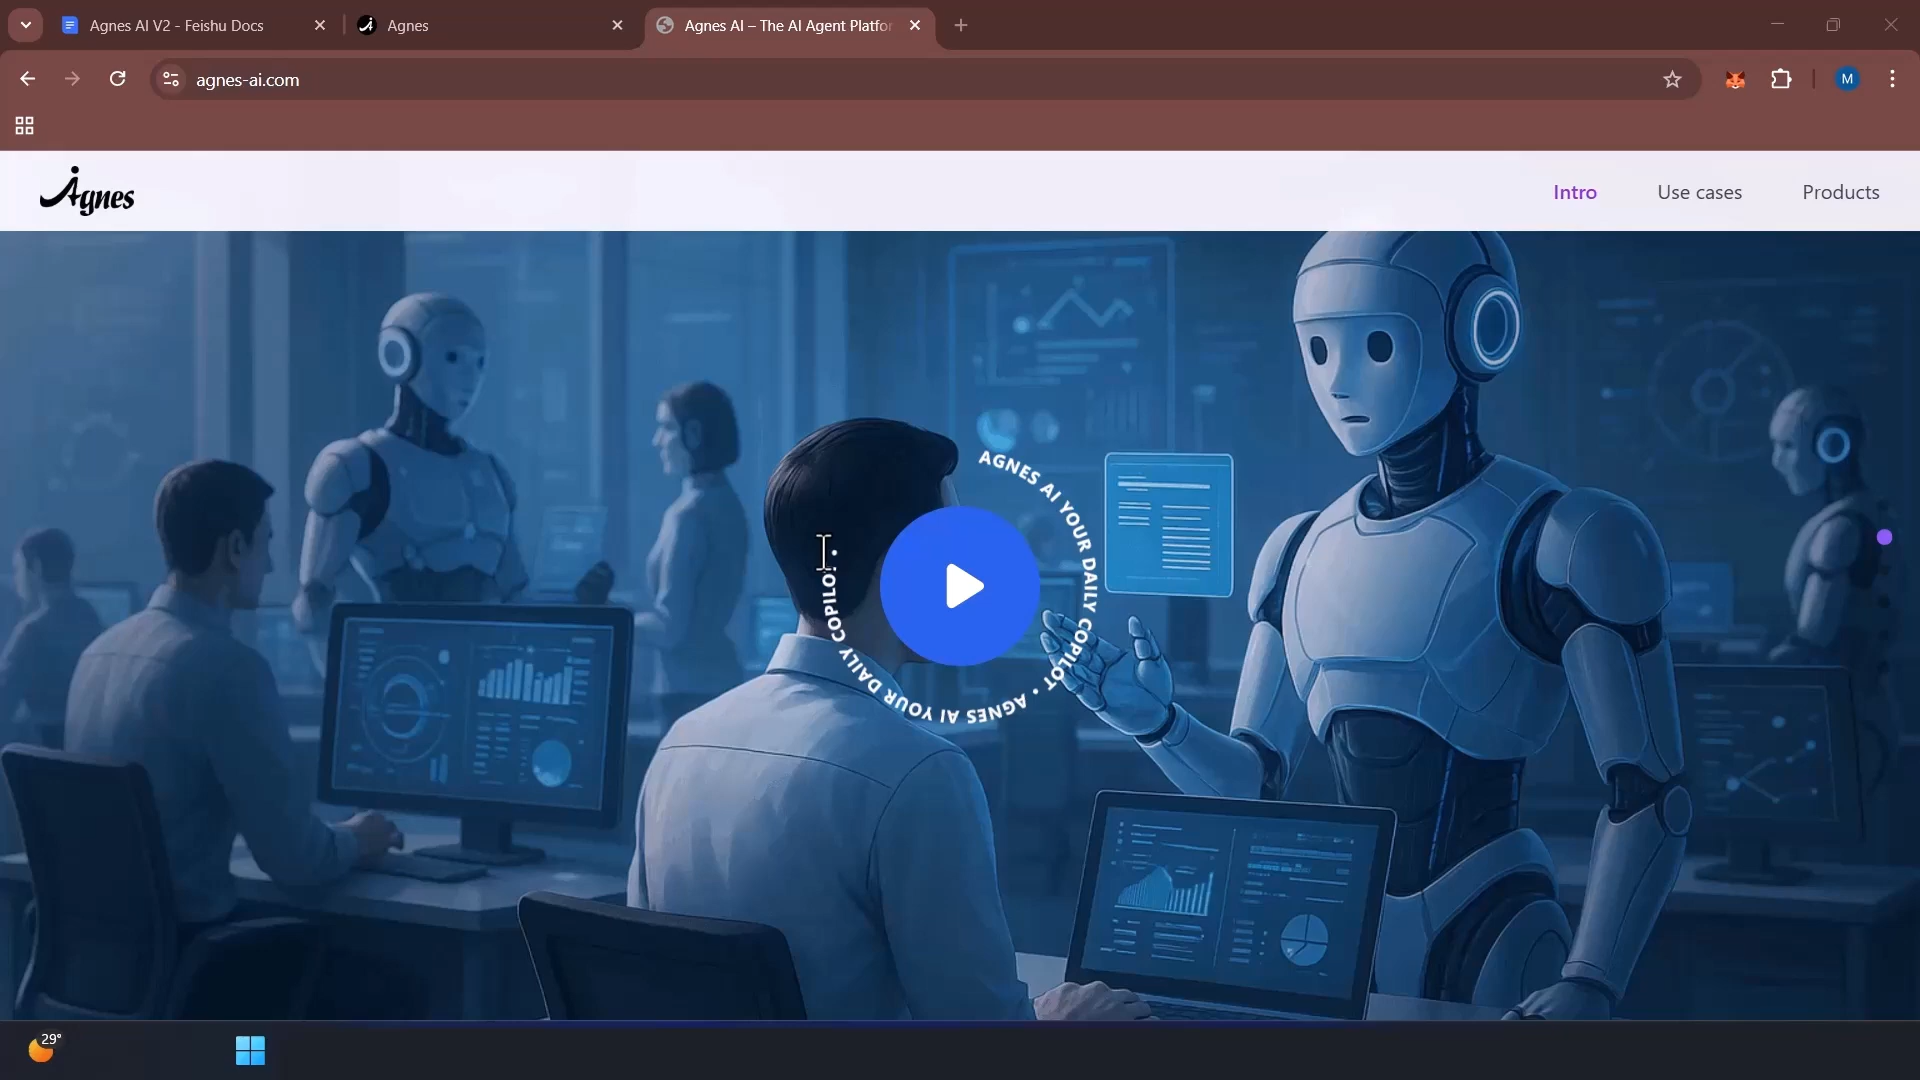 Agnes AI V2 - Feishu Docs
Agnes
Agnes AI – The AI Agent Platfor
agnes-ai.com
M
Agnes
Intro
Use cases
Products
AGNES AI YOUR DAILY COPILOT • AGNES AI YOUR DAILY COPILOT •
29°